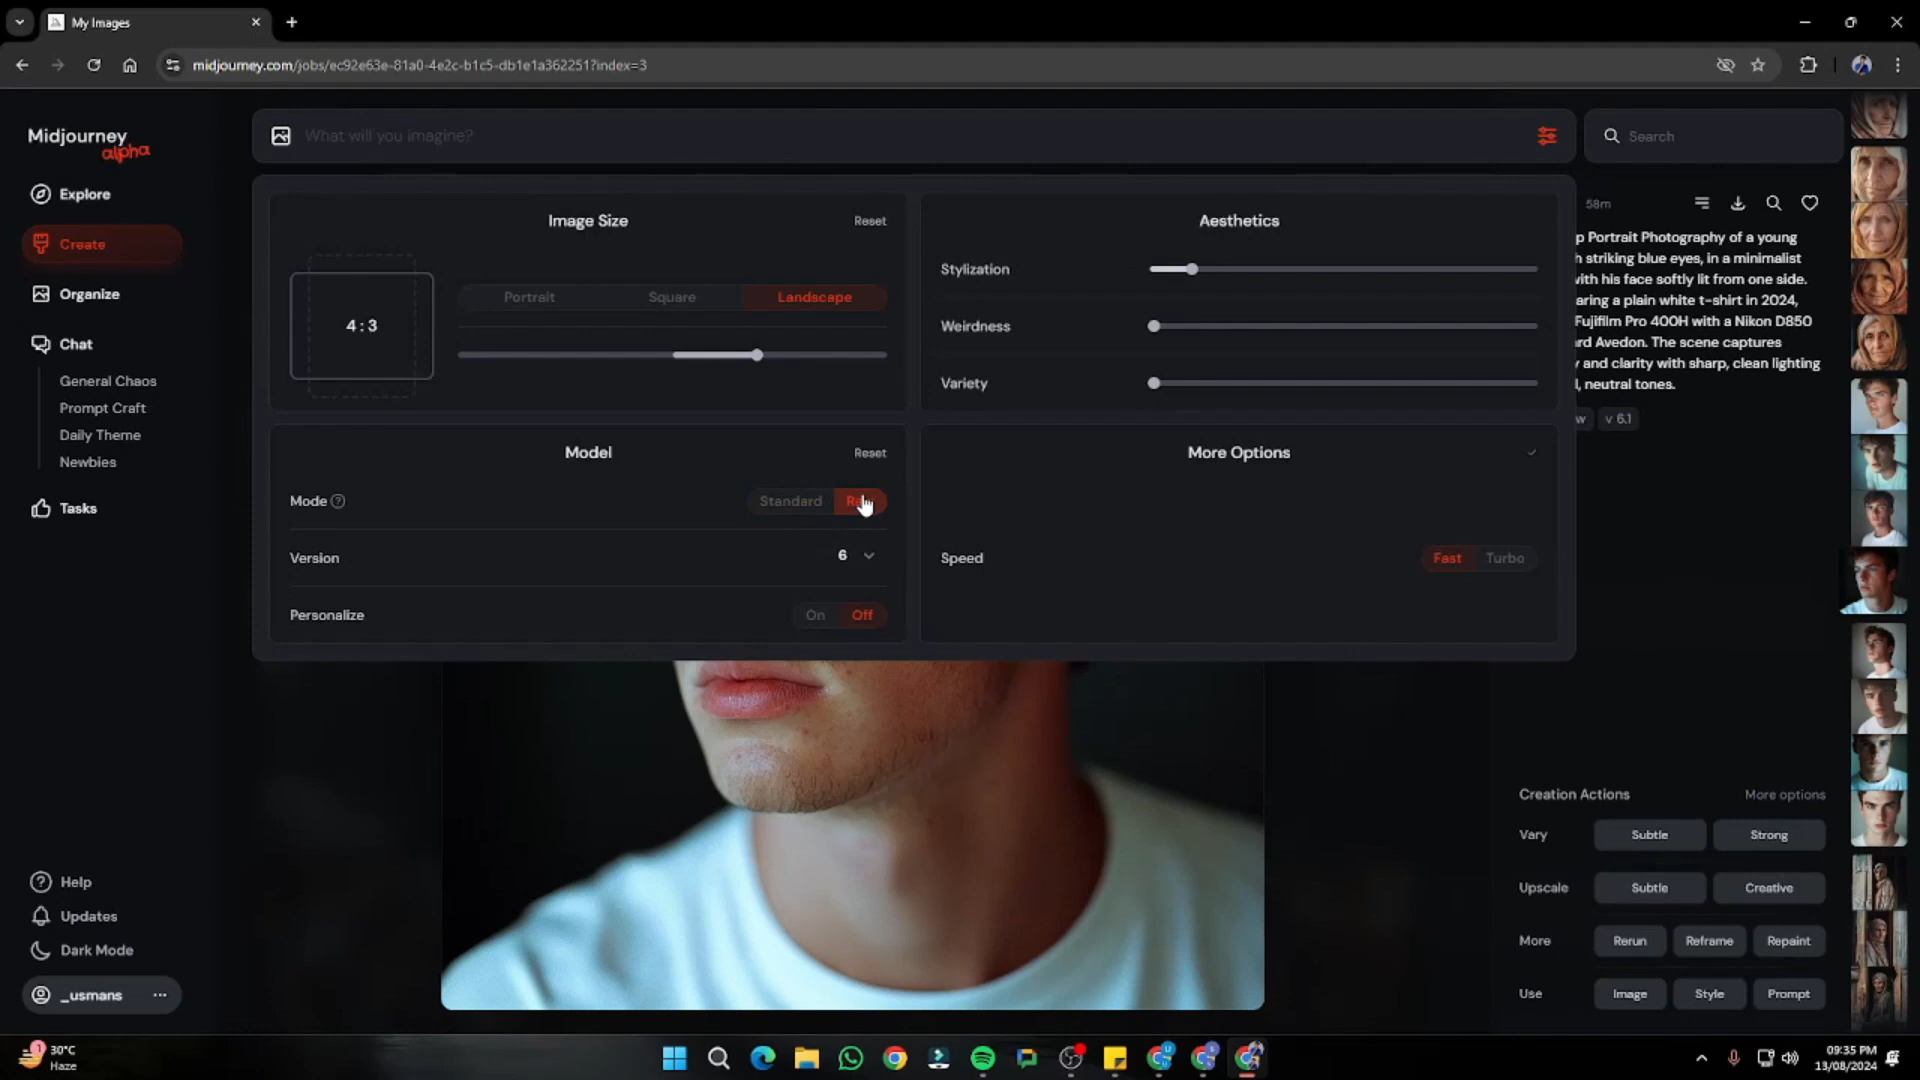 My Images
midjourney.com/jobs/ec92e63e-81a0-4e2c-b1c5-db1e1a362251?index=3
Midjourney
alpha
What will you imagine?
Search
Explore
Create
Organize
Chat
General Chaos
Prompt Craft
Daily Theme
Newbies
Tasks
Image Size
Reset
4 : 3
Portrait
Square
Landscape
Aesthetics
Stylization
Weirdness
Variety
Model
Reset
Mode
Standard
Version
6
Personalize
On
Off
More Options
Speed
Fast
Turbo
58m
p Portrait Photography of a young
h striking blue eyes, in a minimalist
with his face softly lit from one side.
aring a plain white t-shirt in 2024,
Fujifilm Pro 400H with a Nikon D850
rd Avedon. The scene captures
y and clarity with sharp, clean lighting
l, neutral tones.
w
v 6.1
Creation Actions
More options
Vary
Subtle
Strong
Upscale
Subtle
Creative
More
Rerun
Reframe
Repaint
Use
Image
Style
Prompt
Help
Updates
Dark Mode
_usmans
1
30°C
Haze
09:35 PM
13/08/2024